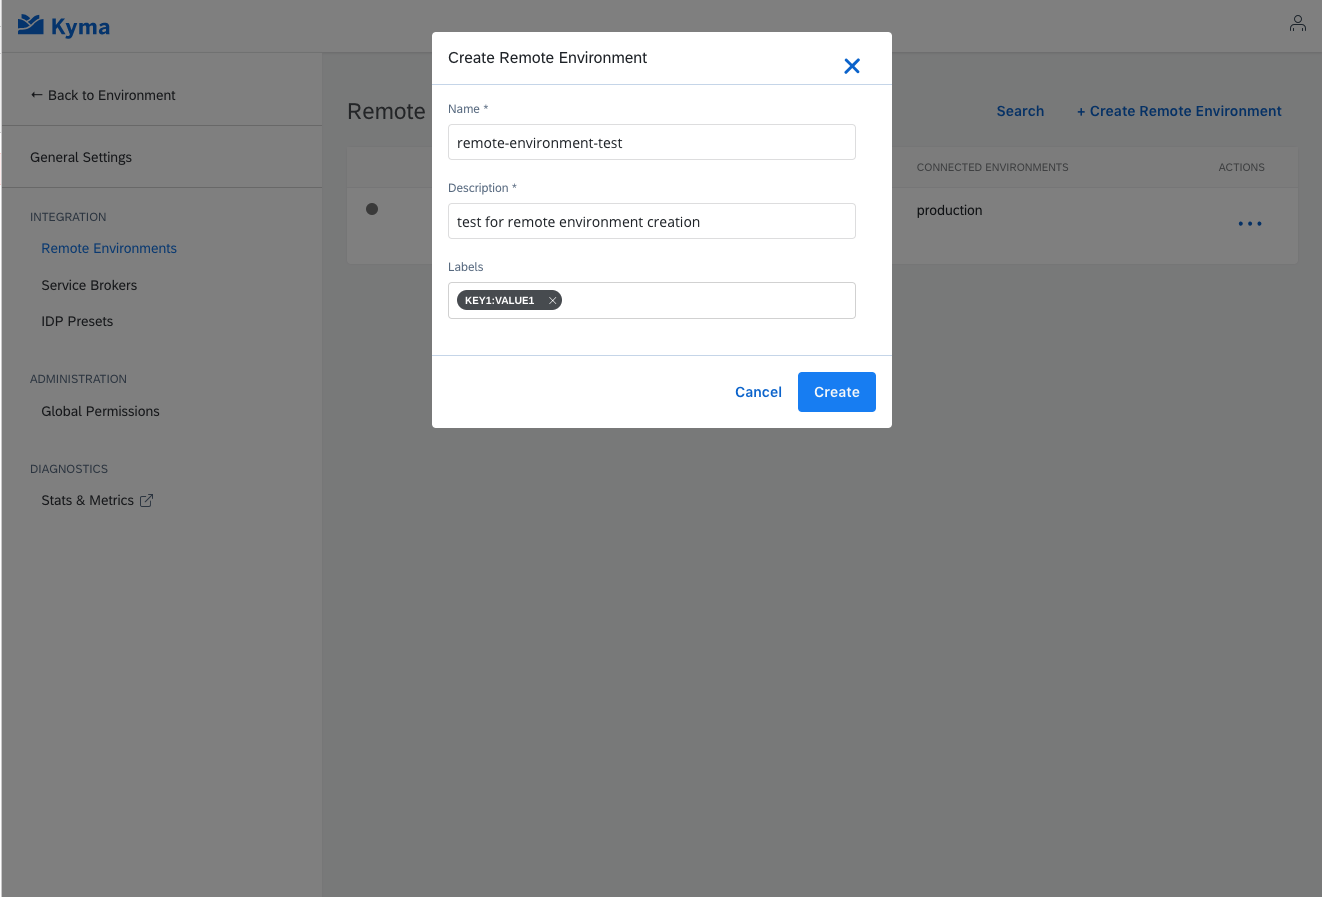 Kyma
← Back to Environment
General Settings
INTEGRATION
Remote Environments
Service Brokers
IDP Presets
ADMINISTRATION
Global Permissions
DIAGNOSTICS
Stats & Metrics
Remote
Search
+ Create Remote Environment
CONNECTED ENVIRONMENTS
ACTIONS
production
Create Remote Environment
Name *
remote-environment-test
Description *
test for remote environment creation
Labels
KEY1:VALUE1
Cancel
Create